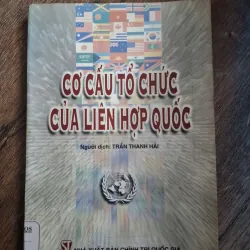 CƠ CẤU TỔ CHỨC
CỦA LIÊN HỢP QUỐC
Người dịch: TRẦN THANH HẢI
NHÀ XUẤT BẢN CHÍNH TRỊ QUỐC GIA